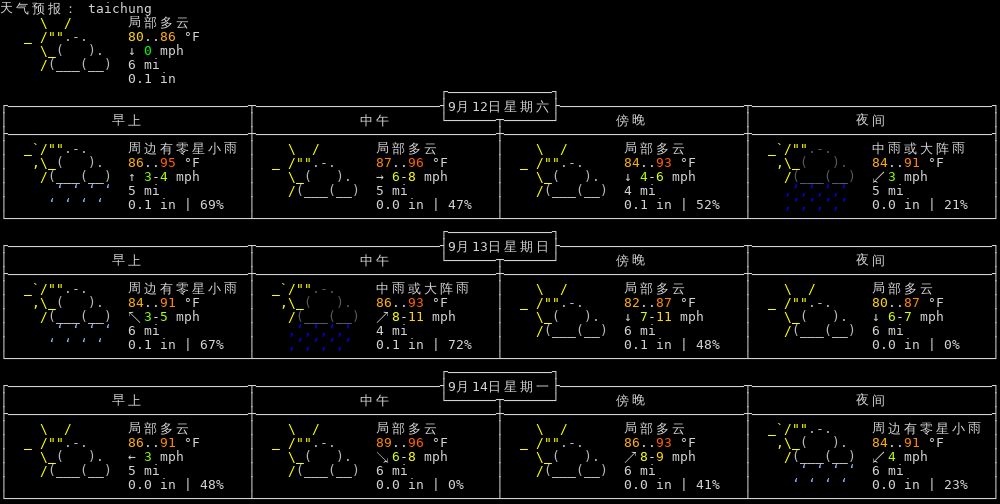 天气预报： taichung
局部多云
80..86 °F
↓ 0 mph
6 mi
0.1 in
9月12日星期六
早上 中午 傍晚 夜间
周边有零星小雨 局部多云 局部多云 中雨或大阵雨
86..95 °F 87..96 °F 84..93 °F 84..91 °F
↑ 3-4 mph → 6-8 mph ↓ 4-6 mph ↙ 3 mph
5 mi 5 mi 4 mi 5 mi
0.1 in | 69% 0.0 in | 47% 0.1 in | 52% 0.1 in | 21%
9月13日星期日
早上 中午 傍晚 夜间
周边有零星小雨 中雨或大阵雨 局部多云 局部多云
84..91 °F 86..93 °F 82..87 °F 80..87 °F
↖ 3-5 mph ↗ 8-11 mph ↓ 7-11 mph ↓ 6-7 mph
6 mi 4 mi 6 mi 6 mi
0.1 in | 67% 0.1 in | 72% 0.1 in | 48% 0.0 in | 0%
9月14日星期一
早上 中午 傍晚 夜间
局部多云 局部多云 局部多云 周边有零星小雨
86..91 °F 89..96 °F 86..93 °F 84..91 °F
← 3 mph ↘ 6-8 mph ↗ 8-9 mph ↙ 4 mph
5 mi 6 mi 6 mi 6 mi
0.0 in | 48% 0.0 in | 0% 0.0 in | 41% 0.0 in | 23%